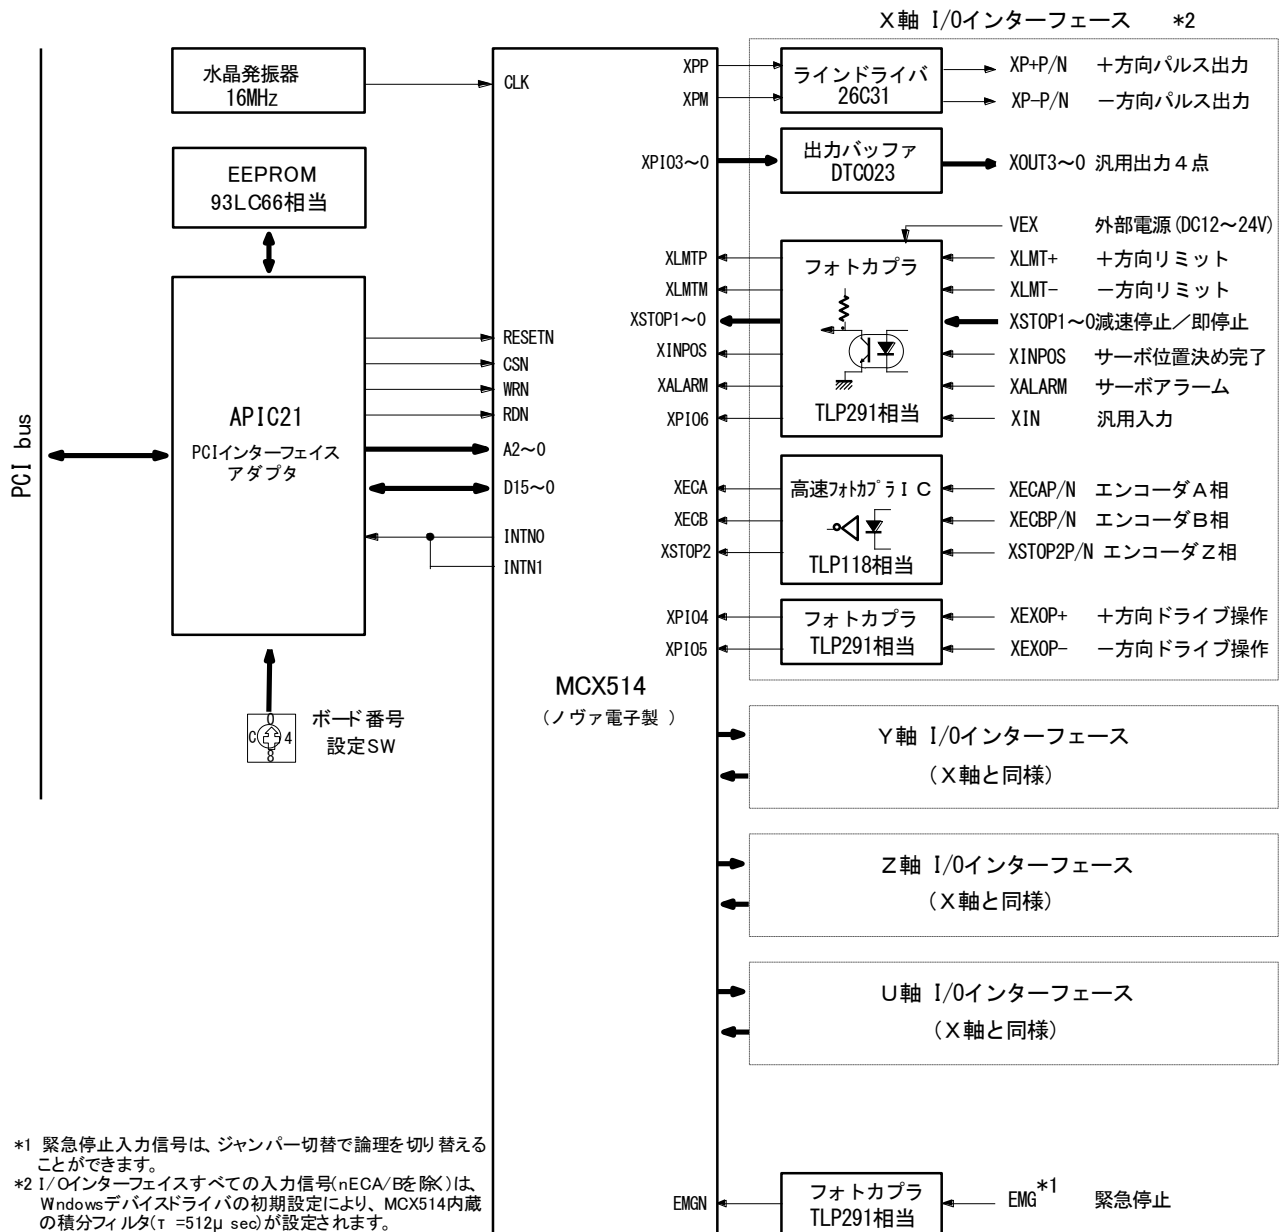 X軸 I/Oインターフェース *2
水晶発振器
16MHz
CLK
EEPROM
93LC66相当
APIC21
PCIインターフェイス
アダプタ
PCI bus
RESETN
CSN
WRN
RDN
A2～0
D15～0
INTN0
INTN1
0
C
4
8
ボード番号
設定SW
MCX514
(ノヴァ電子製 )
XPP
XPM
ラインドライバ
26C31
XP+P/N ＋方向パルス出力
XP-P/N －方向パルス出力
XPIO3～0
出力バッファ
DTC023
XOUT3～0 汎用出力４点
VEX 外部電源(DC12～24V)
XLMTP
XLMTM
XSTOP1～0
XINPOS
XALARM
XPIO6
フォトカプラ
TLP291相当
XLMT+ ＋方向リミット
XLMT- －方向リミット
XSTOP1～0減速停止／即停止
XINPOS サーボ位置決め完了
XALARM サーボアラーム
XIN 汎用入力
XECA
XECB
XSTOP2
高速フォトカプラＩＣ
TLP118相当
XECAP/N エンコーダＡ相
XECBP/N エンコーダＢ相
XSTOP2P/N エンコーダＺ相
XPIO4
XPIO5
フォトカプラ
TLP291相当
XEXOP+ ＋方向ドライブ操作
XEXOP- －方向ドライブ操作
Y軸 I/Oインターフェース
(X軸と同様)
Z軸 I/Oインターフェース
(X軸と同様)
U軸 I/Oインターフェース
(X軸と同様)
EMGN
フォトカプラ
TLP291相当
EMG*1 緊急停止
*1 緊急停止入力信号は、ジャンパー切替で論理を切り替える
ことができます。
*2 I/Oインターフェイスすべての入力信号(nECA/Bを除く)は、
Wndowsデバイスドライバの初期設定により、MCX514内蔵
の積分フィルタ(τ =512μ sec)が設定されます。